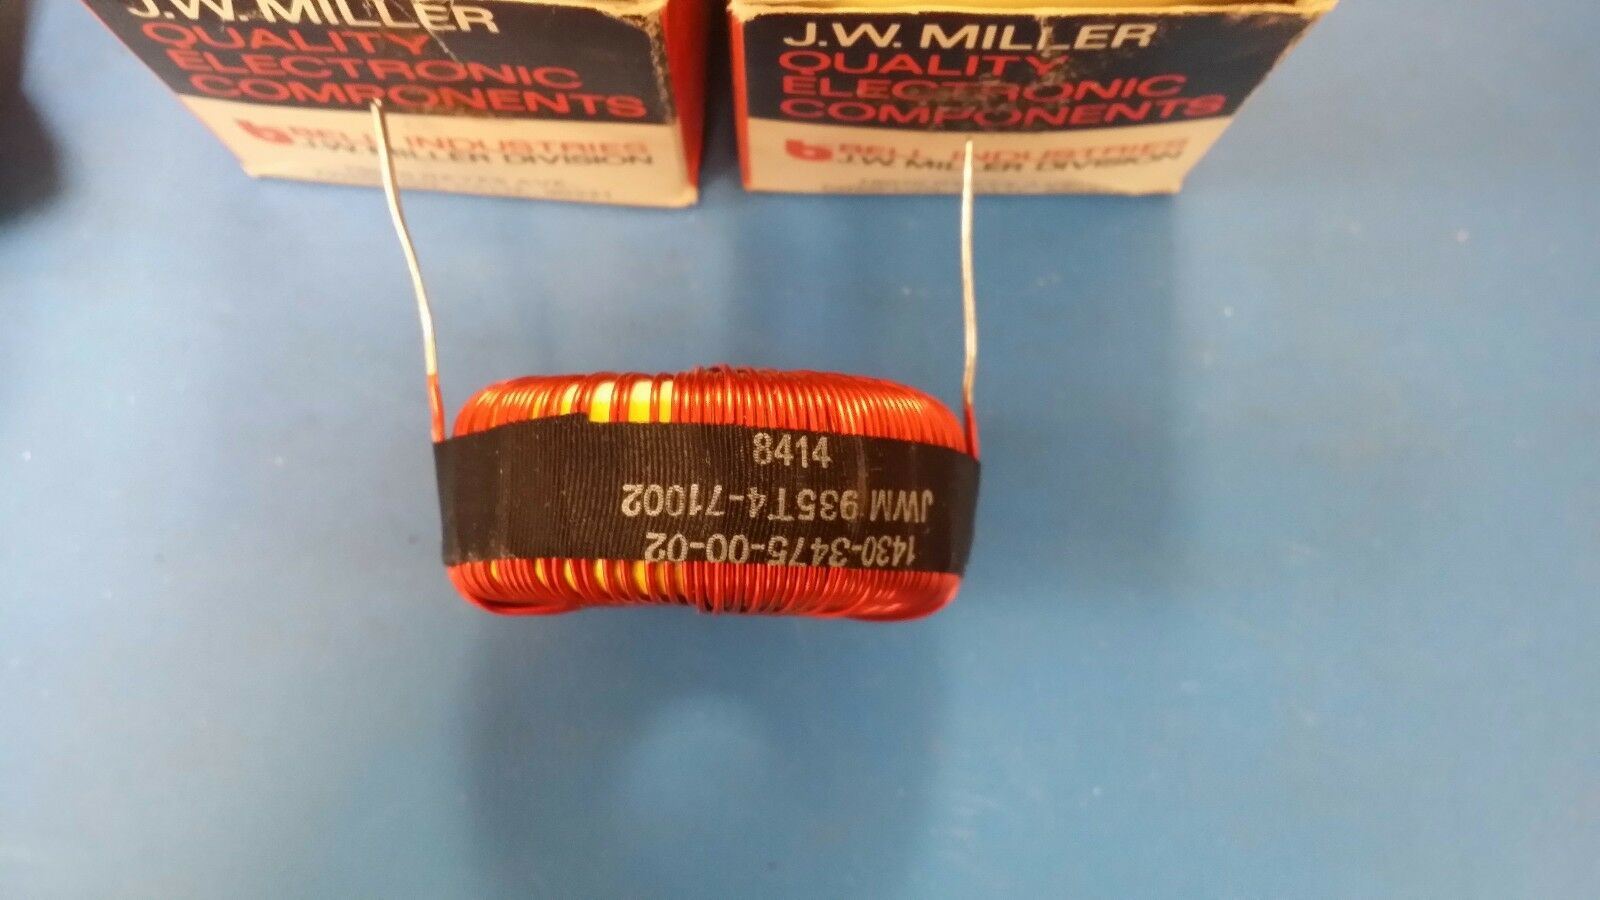 J.W. MILLER
QUALITY
ELECTRONIC
COMPONENTS
BELL INDUSTRIES
J.W. MILLER DIVISION
J.W. MILLER
QUALITY
ELECTRONIC
COMPONENTS
BELL INDUSTRIES
J.W. MILLER DIVISION
1430-3475-00-02
JWM 935T4-71002
8414